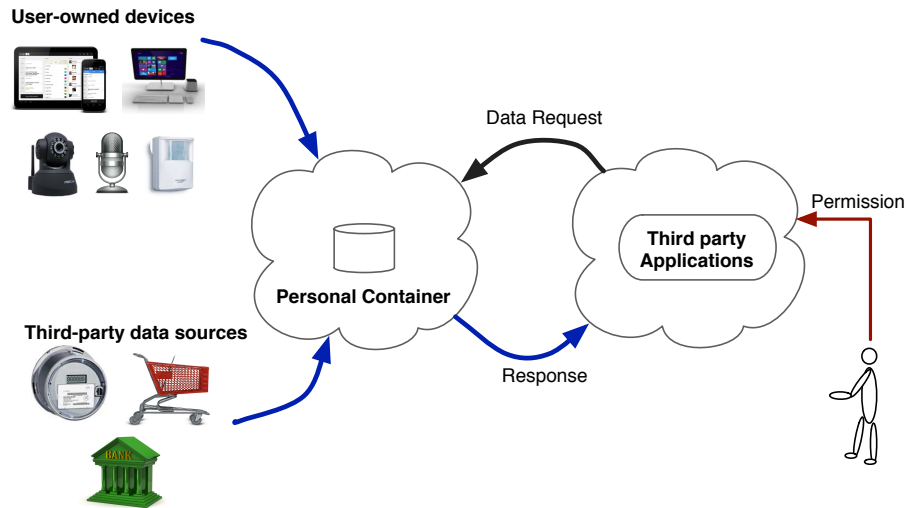 User-owned devices
Data Request
Permission
Third party
Applications
Personal Container
Third-party data sources
Response
BANK